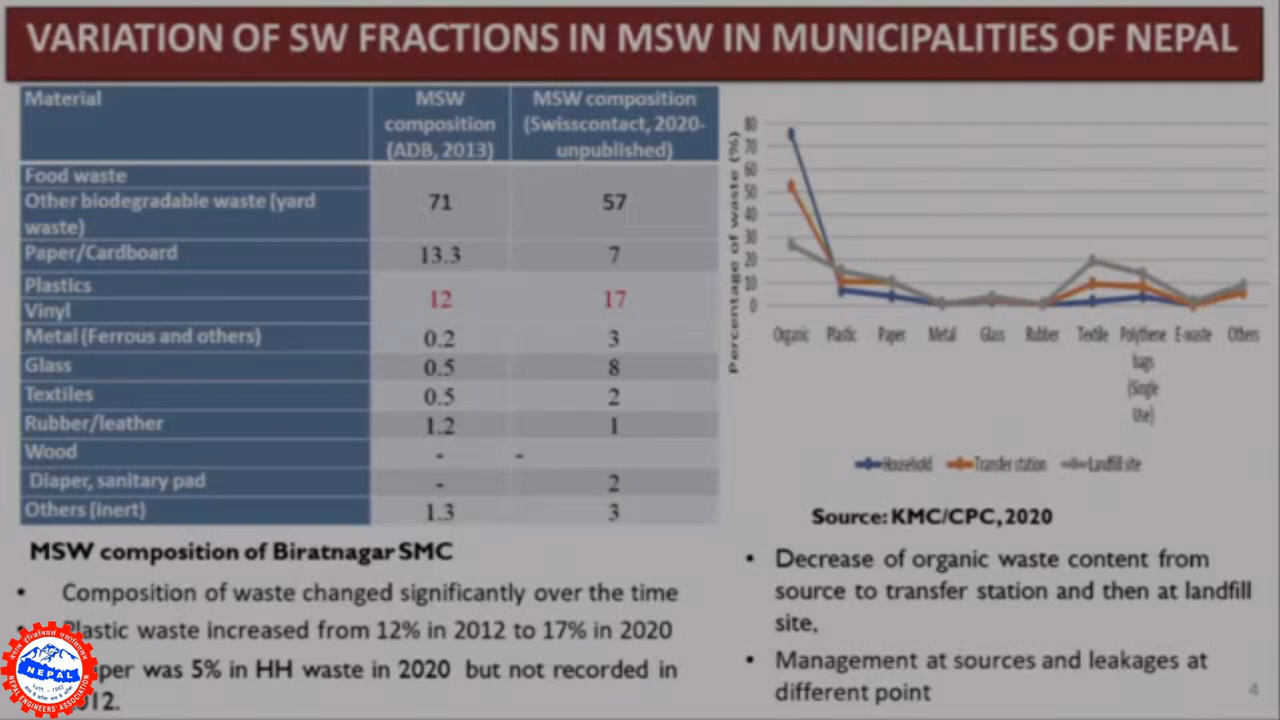 VARIATION OF SW FRACTIONS IN MSW IN MUNICIPALITIES OF NEPAL
Material
MSW composition (ADB, 2013)
MSW composition (Swisscontact, 2020-unpublished)
Food waste
Other biodegradable waste (yard waste)
71
57
Paper/Cardboard
13.3
7
Plastics
Vinyl
12
17
Metal (Ferrous and others)
0.2
3
Glass
0.5
8
Textiles
0.5
2
Rubber/leather
1.2
1
Wood
-
-
Diaper, sanitary pad
-
2
Others (Inert)
1.3
3
MSW composition of Biratnagar SMC
• Composition of waste changed significantly over the time
Plastic waste increased from 12% in 2012 to 17% in 2020
per was 5% in HH waste in 2020 but not recorded in
12.
Percentage of waste (%)
80
70
60
50
40
30
20
10
0
Organic
Plastic
Paper
Metal
Glass
Rubber
Textile
Polythene bags (Single Use)
E-waste
Others
Household
Transfer station
Landfill site
Source: KMC/CPC, 2020
• Decrease of organic waste content from
source to transfer station and then at landfill
site,
• Management at sources and leakages at
different point
4
NEPAL
NEPAL ENGINEERS' ASSOCIATION